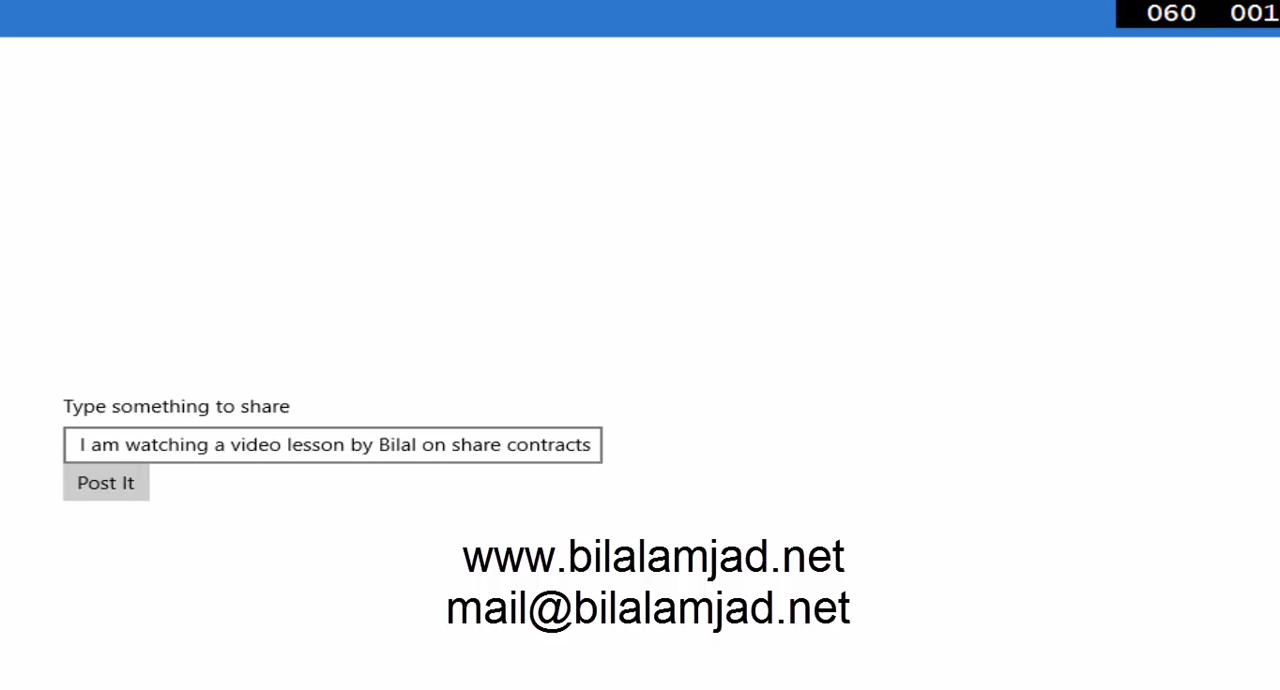 060 001
Type something to share
I am watching a video lesson by Bilal on share contracts
Post It
www.bilalamjad.net
mail@bilalamjad.net